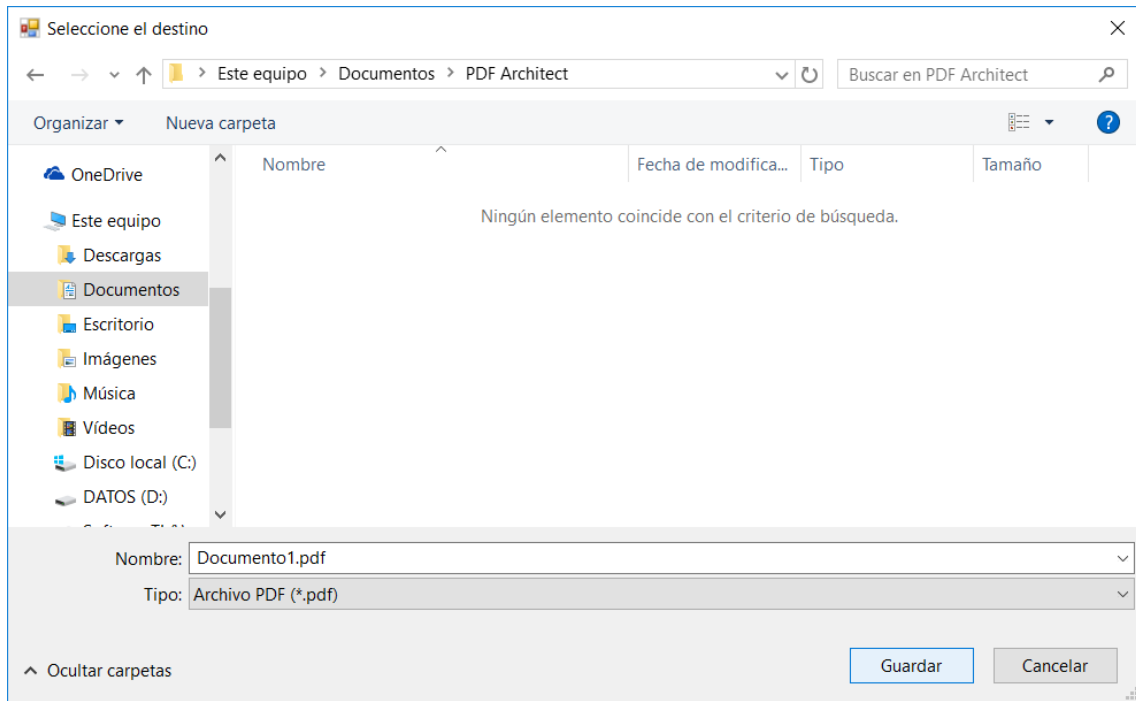 Seleccione el destino
Este equipo > Documentos > PDF Architect
Buscar en PDF Architect
Organizar
Nueva carpeta
?
Nombre
Fecha de modifica...
Tipo
Tamaño
OneDrive
Ningún elemento coincide con el criterio de búsqueda.
Este equipo
Descargas
Documentos
Escritorio
Imágenes
Música
Vídeos
Disco local (C:)
DATOS (D:)
Nombre: Documento1.pdf
Tipo: Archivo PDF (*.pdf)
Ocultar carpetas
Guardar
Cancelar